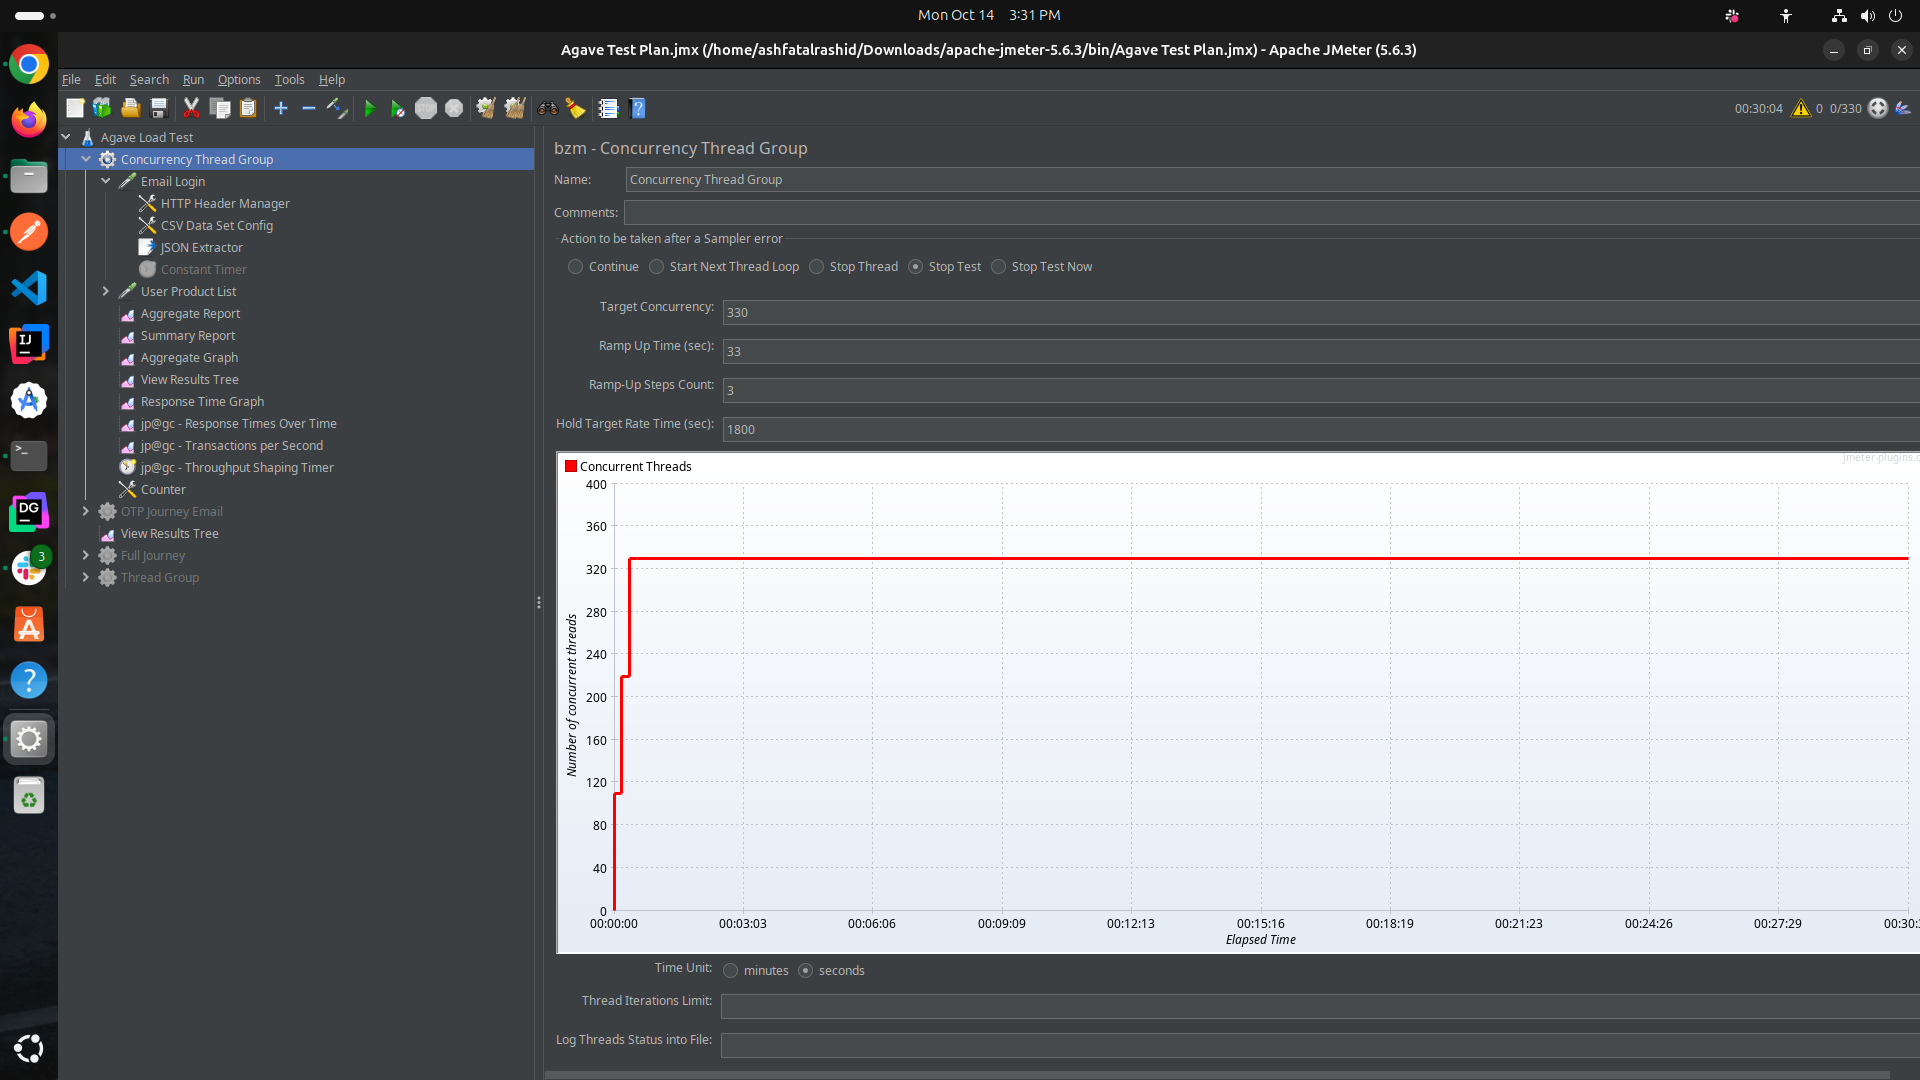 Mon Oct 14 3:31 PM
Agave Test Plan.jmx (/home/ashfatalrashid/Downloads/apache-jmeter-5.6.3/bin/Agave Test Plan.jmx) - Apache JMeter (5.6.3)
File Edit Search Run Options Tools Help
00:30:04 0 0/330
Agave Load Test
Concurrency Thread Group
Email Login
HTTP Header Manager
CSV Data Set Config
JSON Extractor
Constant Timer
User Product List
Aggregate Report
Summary Report
Aggregate Graph
View Results Tree
Response Time Graph
jp@gc - Response Times Over Time
jp@gc - Transactions per Second
jp@gc - Throughput Shaping Timer
Counter
OTP Journey Email
View Results Tree
Full Journey
Thread Group
IJ
>_
DG
3
A
?
bzm - Concurrency Thread Group
Name: Concurrency Thread Group
Comments:
Action to be taken after a Sampler error
Continue Start Next Thread Loop Stop Thread Stop Test Stop Test Now
Target Concurrency: 330
Ramp Up Time (sec): 33
Ramp-Up Steps Count: 3
Hold Target Rate Time (sec): 1800
Concurrent Threads
jmeter-plugins.
400
360
320
280
240
200
160
120
80
40
0
Number of concurrent threads
00:00:00 00:03:03 00:06:06 00:09:09 00:12:13 00:15:16 00:18:19 00:21:23 00:24:26 00:27:29 00:30:
Elapsed Time
Time Unit: minutes seconds
Thread Iterations Limit:
Log Threads Status into File: